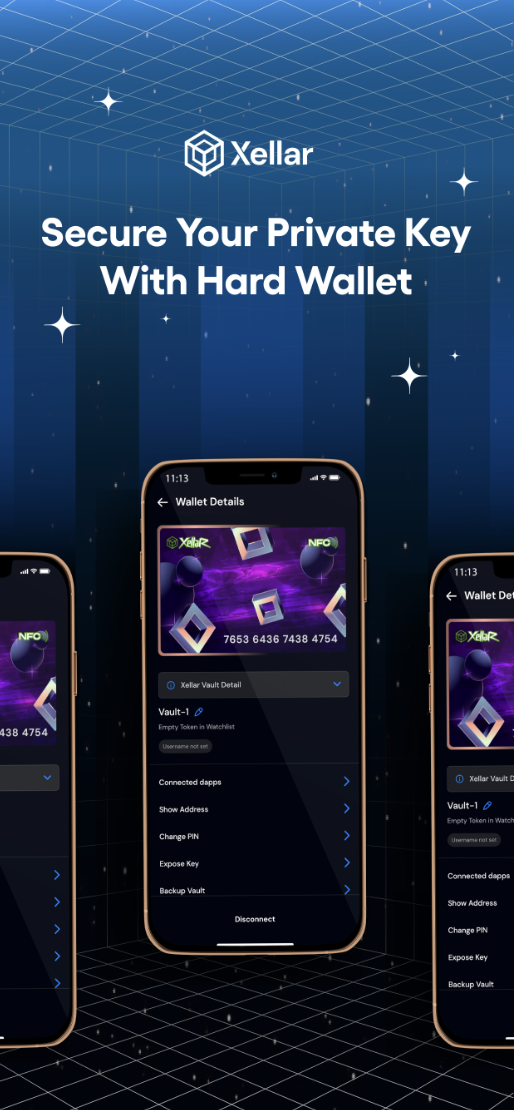 Xellar
Secure Your Private Key
With Hard Wallet
11:13
Wallet Details
XellaR
NFC
7653 6436 7438 4754
Xellar Vault Detail
Vault-1
Empty Token in Watchlist
Username not set
Connected dapps
Show Address
Change PIN
Expose Key
Backup Vault
Disconnect
NFC
438 4754
11:13
Wallet Det
XellaR
Xellar Vault D
Vault-1
Empty Token in Watch
Username not set
Connected dapps
Show Address
Change PIN
Expose Key
Backup Vault